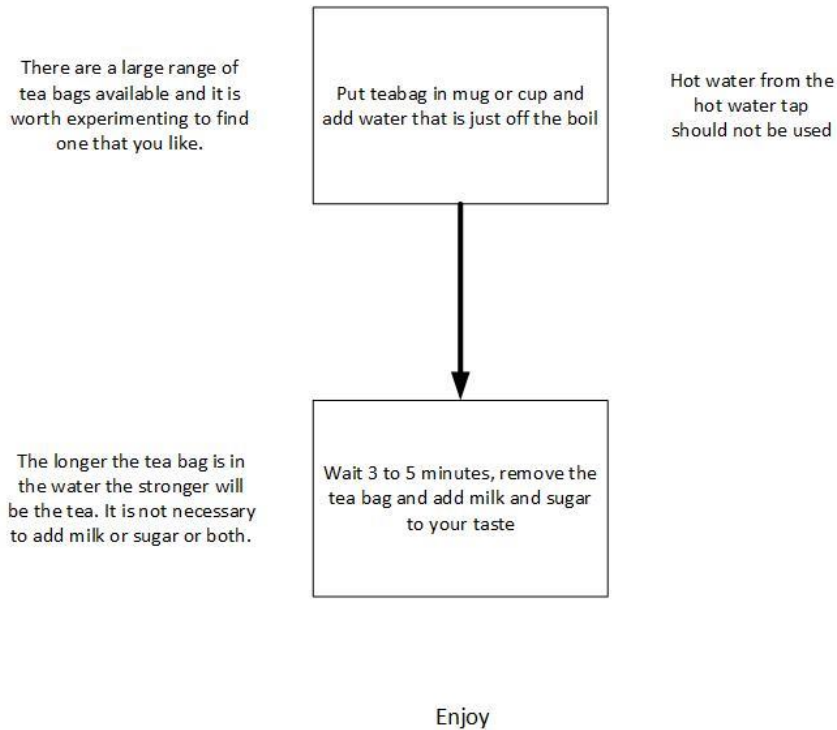 There are a large range of
tea bags available and it is
worth experimenting to find
one that you like.
Put teabag in mug or cup and
add water that is just off the boil
Hot water from the
hot water tap
should not be used
The longer the tea bag is in
the water the stronger will
be the tea. It is not necessary
to add milk or sugar or both.
Wait 3 to 5 minutes, remove the
tea bag and add milk and sugar
to your taste
Enjoy